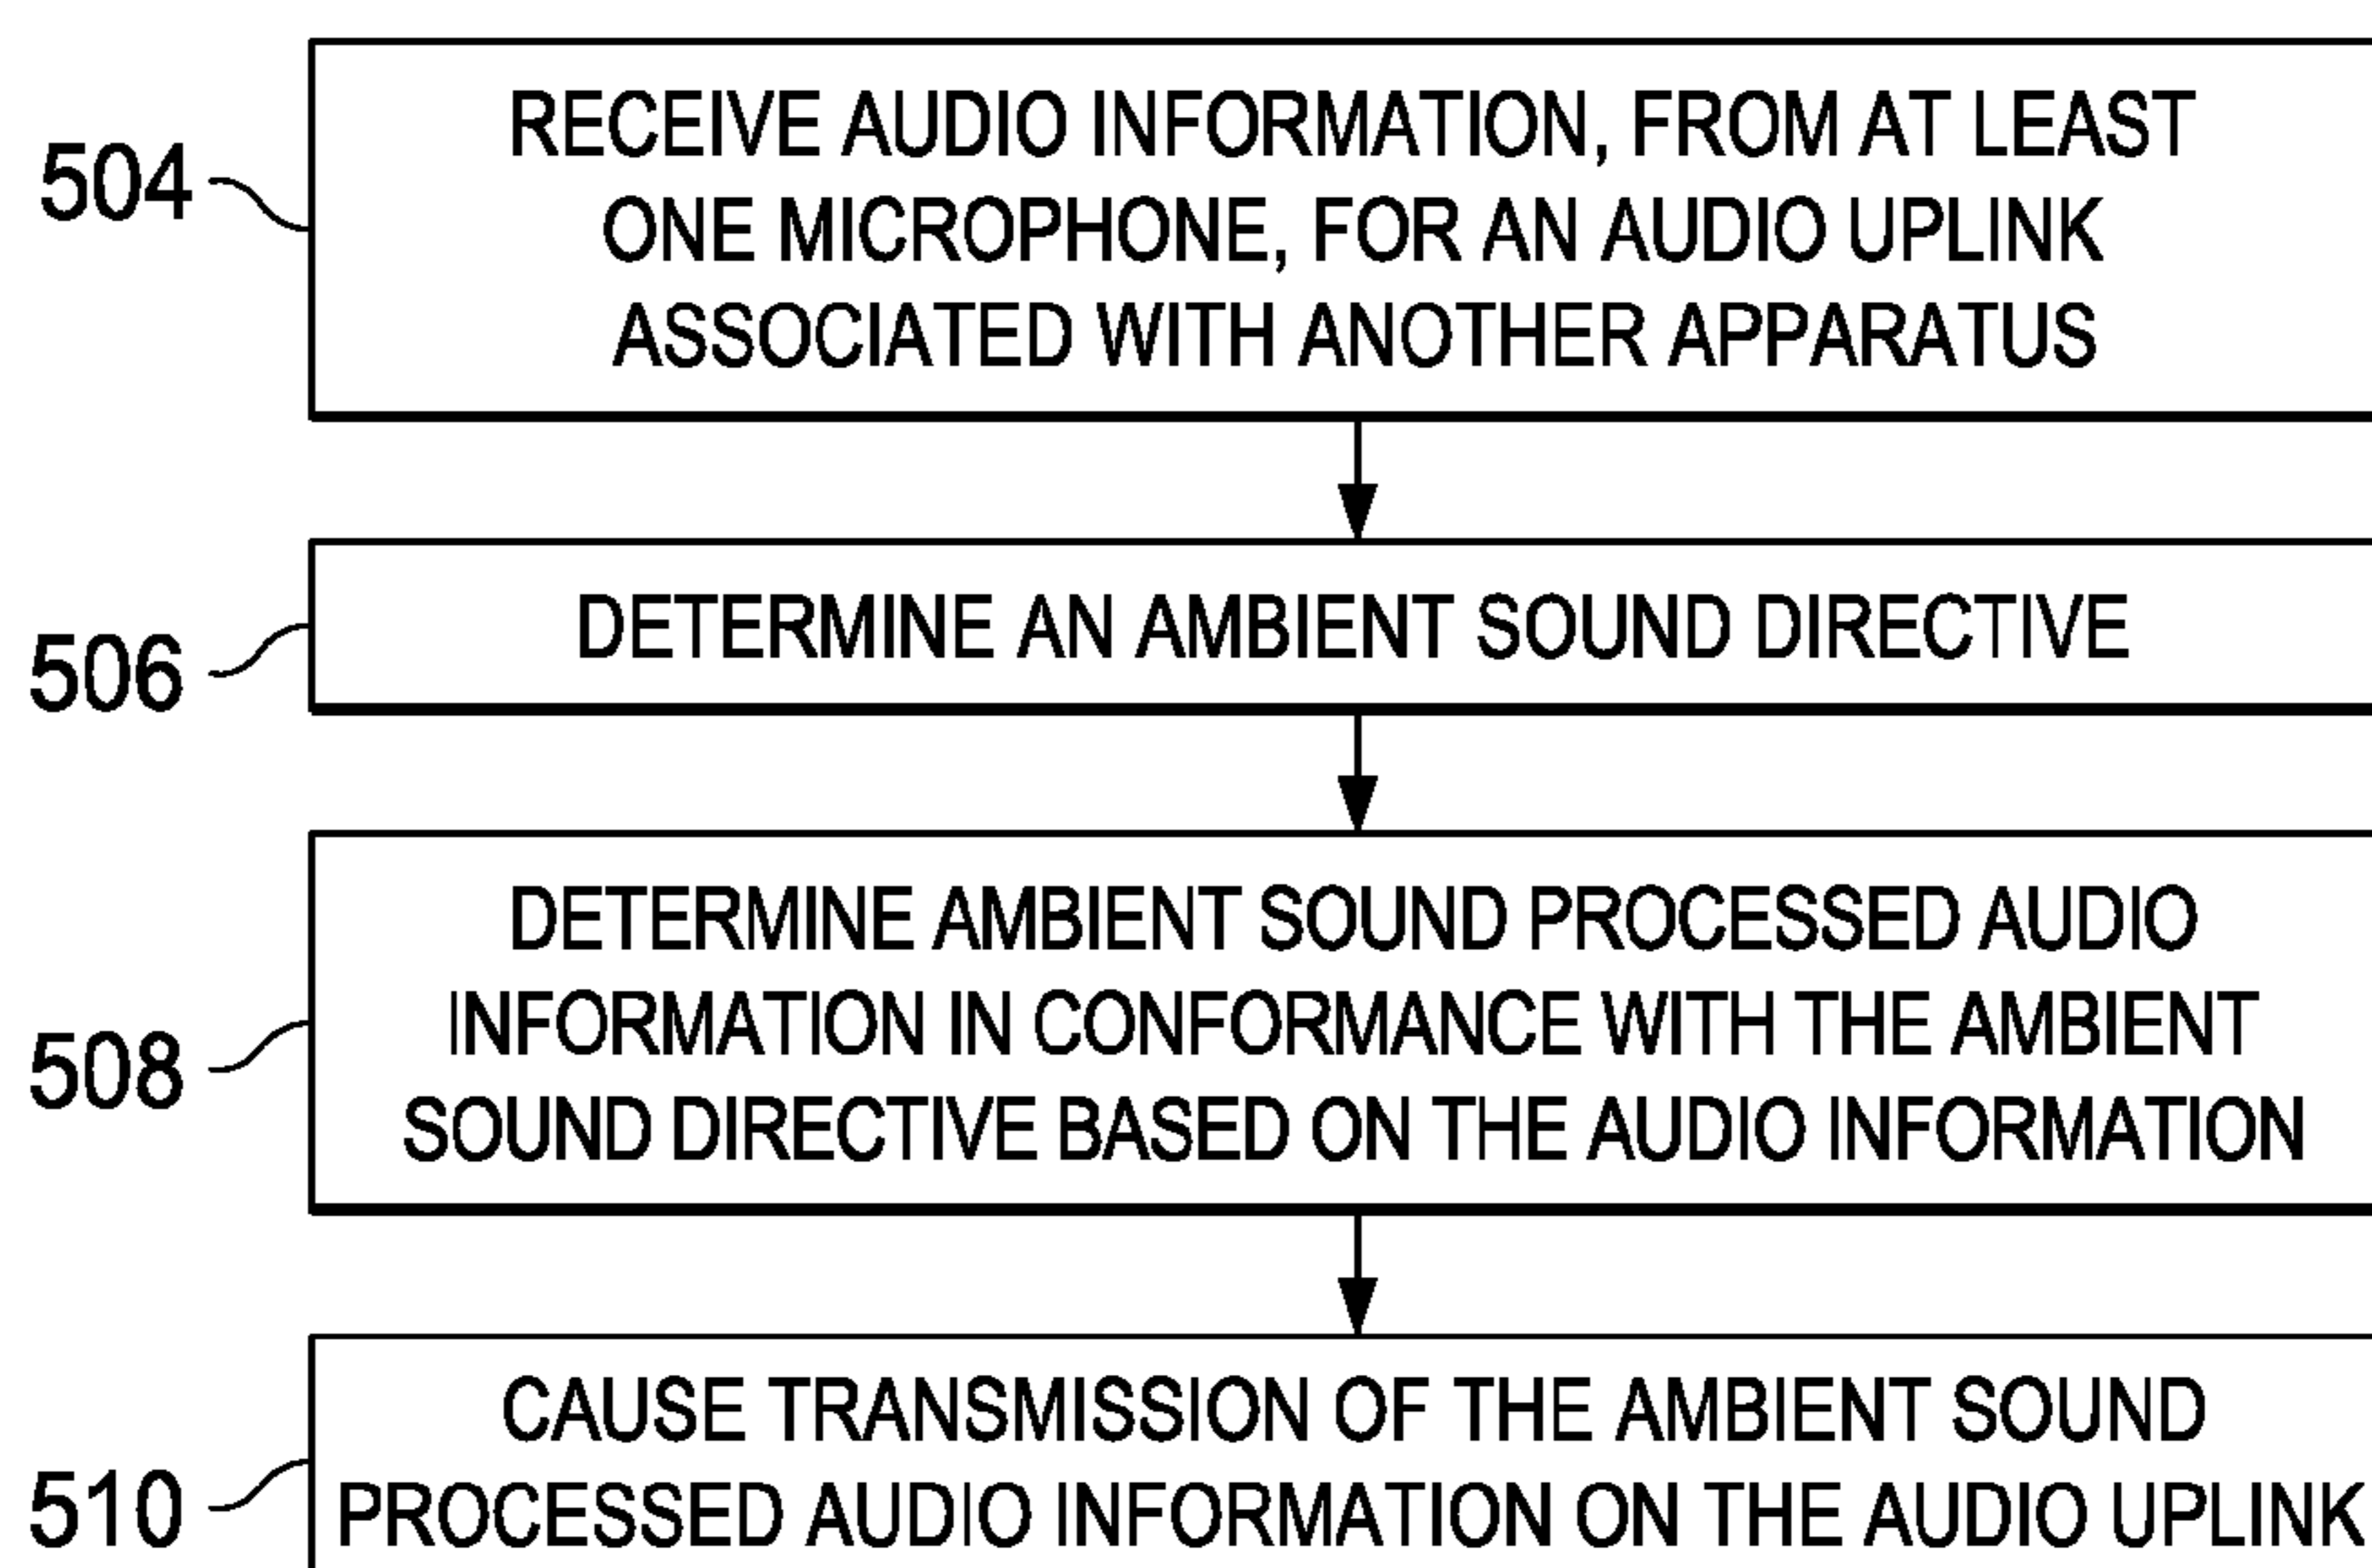 504
RECEIVE AUDIO INFORMATION, FROM AT LEAST
ONE MICROPHONE, FOR AN AUDIO UPLINK
ASSOCIATED WITH ANOTHER APPARATUS
506
DETERMINE AN AMBIENT SOUND DIRECTIVE
508
DETERMINE AMBIENT SOUND PROCESSED AUDIO
INFORMATION IN CONFORMANCE WITH THE AMBIENT
SOUND DIRECTIVE BASED ON THE AUDIO INFORMATION
510
CAUSE TRANSMISSION OF THE AMBIENT SOUND
PROCESSED AUDIO INFORMATION ON THE AUDIO UPLINK